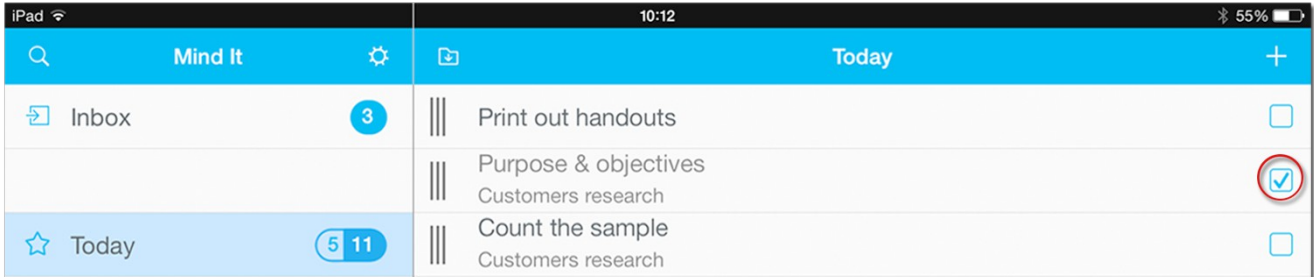 iPad 10:12 55%
Mind It
Today
Inbox 3
Today 5 11
Print out handouts
Purpose & objectives
Customers research
Count the sample
Customers research